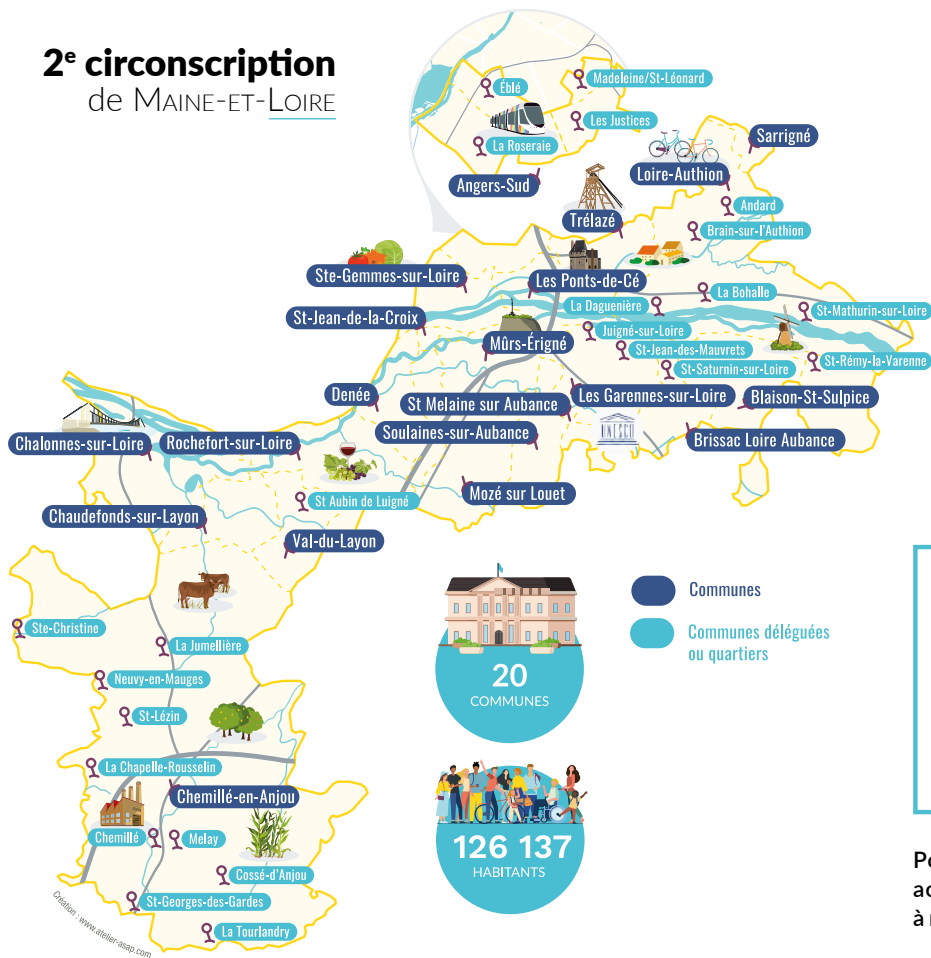 2e circonscription
de Maine-et-Loire
Éblé
Madeleine/St-Léonard
Les Justices
La Roseraie
Angers-Sud
Sarrigné
Loire-Authion
Trélazé
Andard
Brain-sur-l'Authion
Ste-Gemmes-sur-Loire
Les Ponts-de-Cé
La Bohalle
La Daguenière
St-Mathurin-sur-Loire
St-Jean-de-la-Croix
Juigné-sur-Loire
Mûrs-Érigné
St-Jean-des-Mauvrets
St-Rémy-la-Varenne
St-Saturnin-sur-Loire
Denée
St Melaine sur Aubance
Les Garennes-sur-Loire
Blaison-St-Sulpice
Soulaines-sur-Aubance
UNESCO
Brissac Loire Aubance
Chalonnes-sur-Loire
Rochefort-sur-Loire
St Aubin de Luigné
Mozé sur Louet
Chaudefonds-sur-Layon
Val-du-Layon
Ste-Christine
La Jumellière
Neuvy-en-Mauges
St-Lézin
La Chapelle-Rousselin
Chemillé-en-Anjou
Chemillé
Melay
Cossé-d'Anjou
St-Georges-des-Gardes
La Tourlandry
Création : www.atelier-asap.com
20
COMMUNES
126 137
HABITANTS
Communes
Communes déléguées
ou quartiers